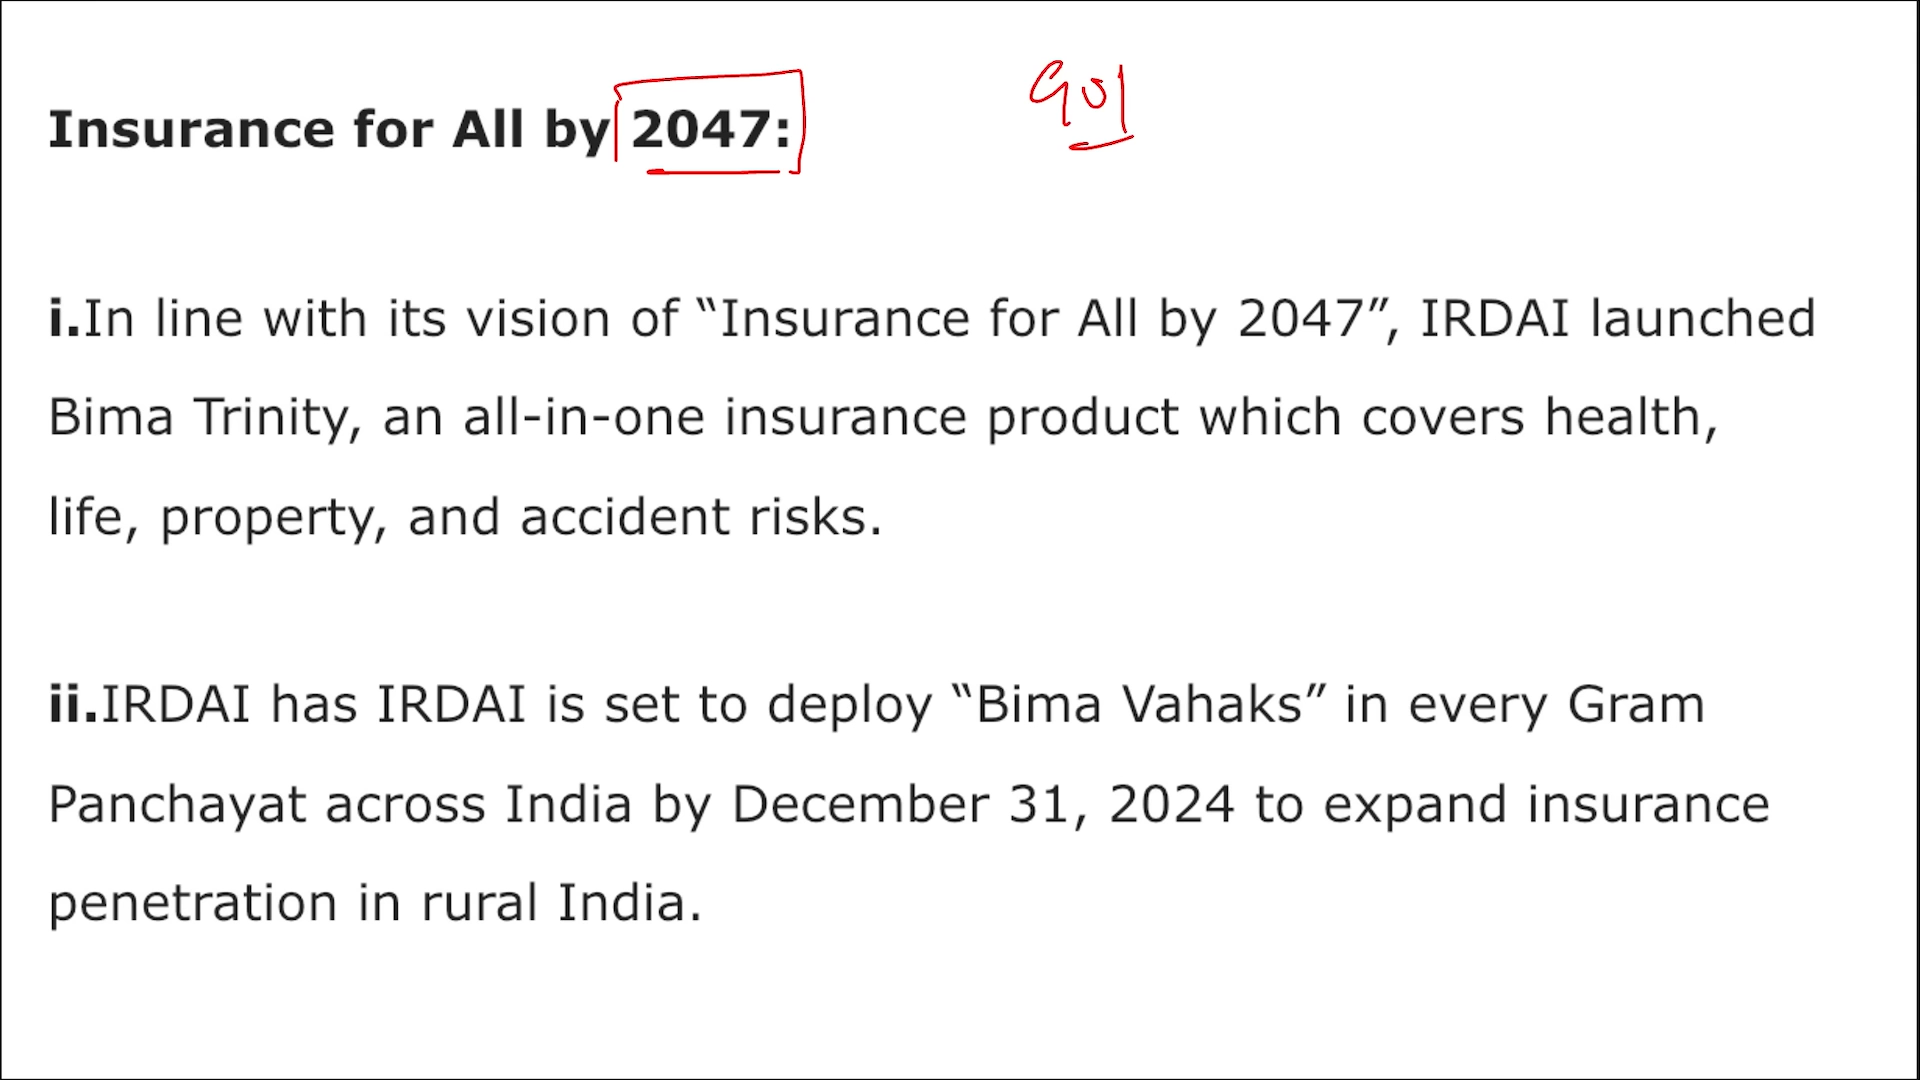 Insurance for All by 2047:
GOI
i.In line with its vision of “Insurance for All by 2047”, IRDAI launched
Bima Trinity, an all-in-one insurance product which covers health,
life, property, and accident risks.
ii.IRDAI has IRDAI is set to deploy “Bima Vahaks” in every Gram
Panchayat across India by December 31, 2024 to expand insurance
penetration in rural India.